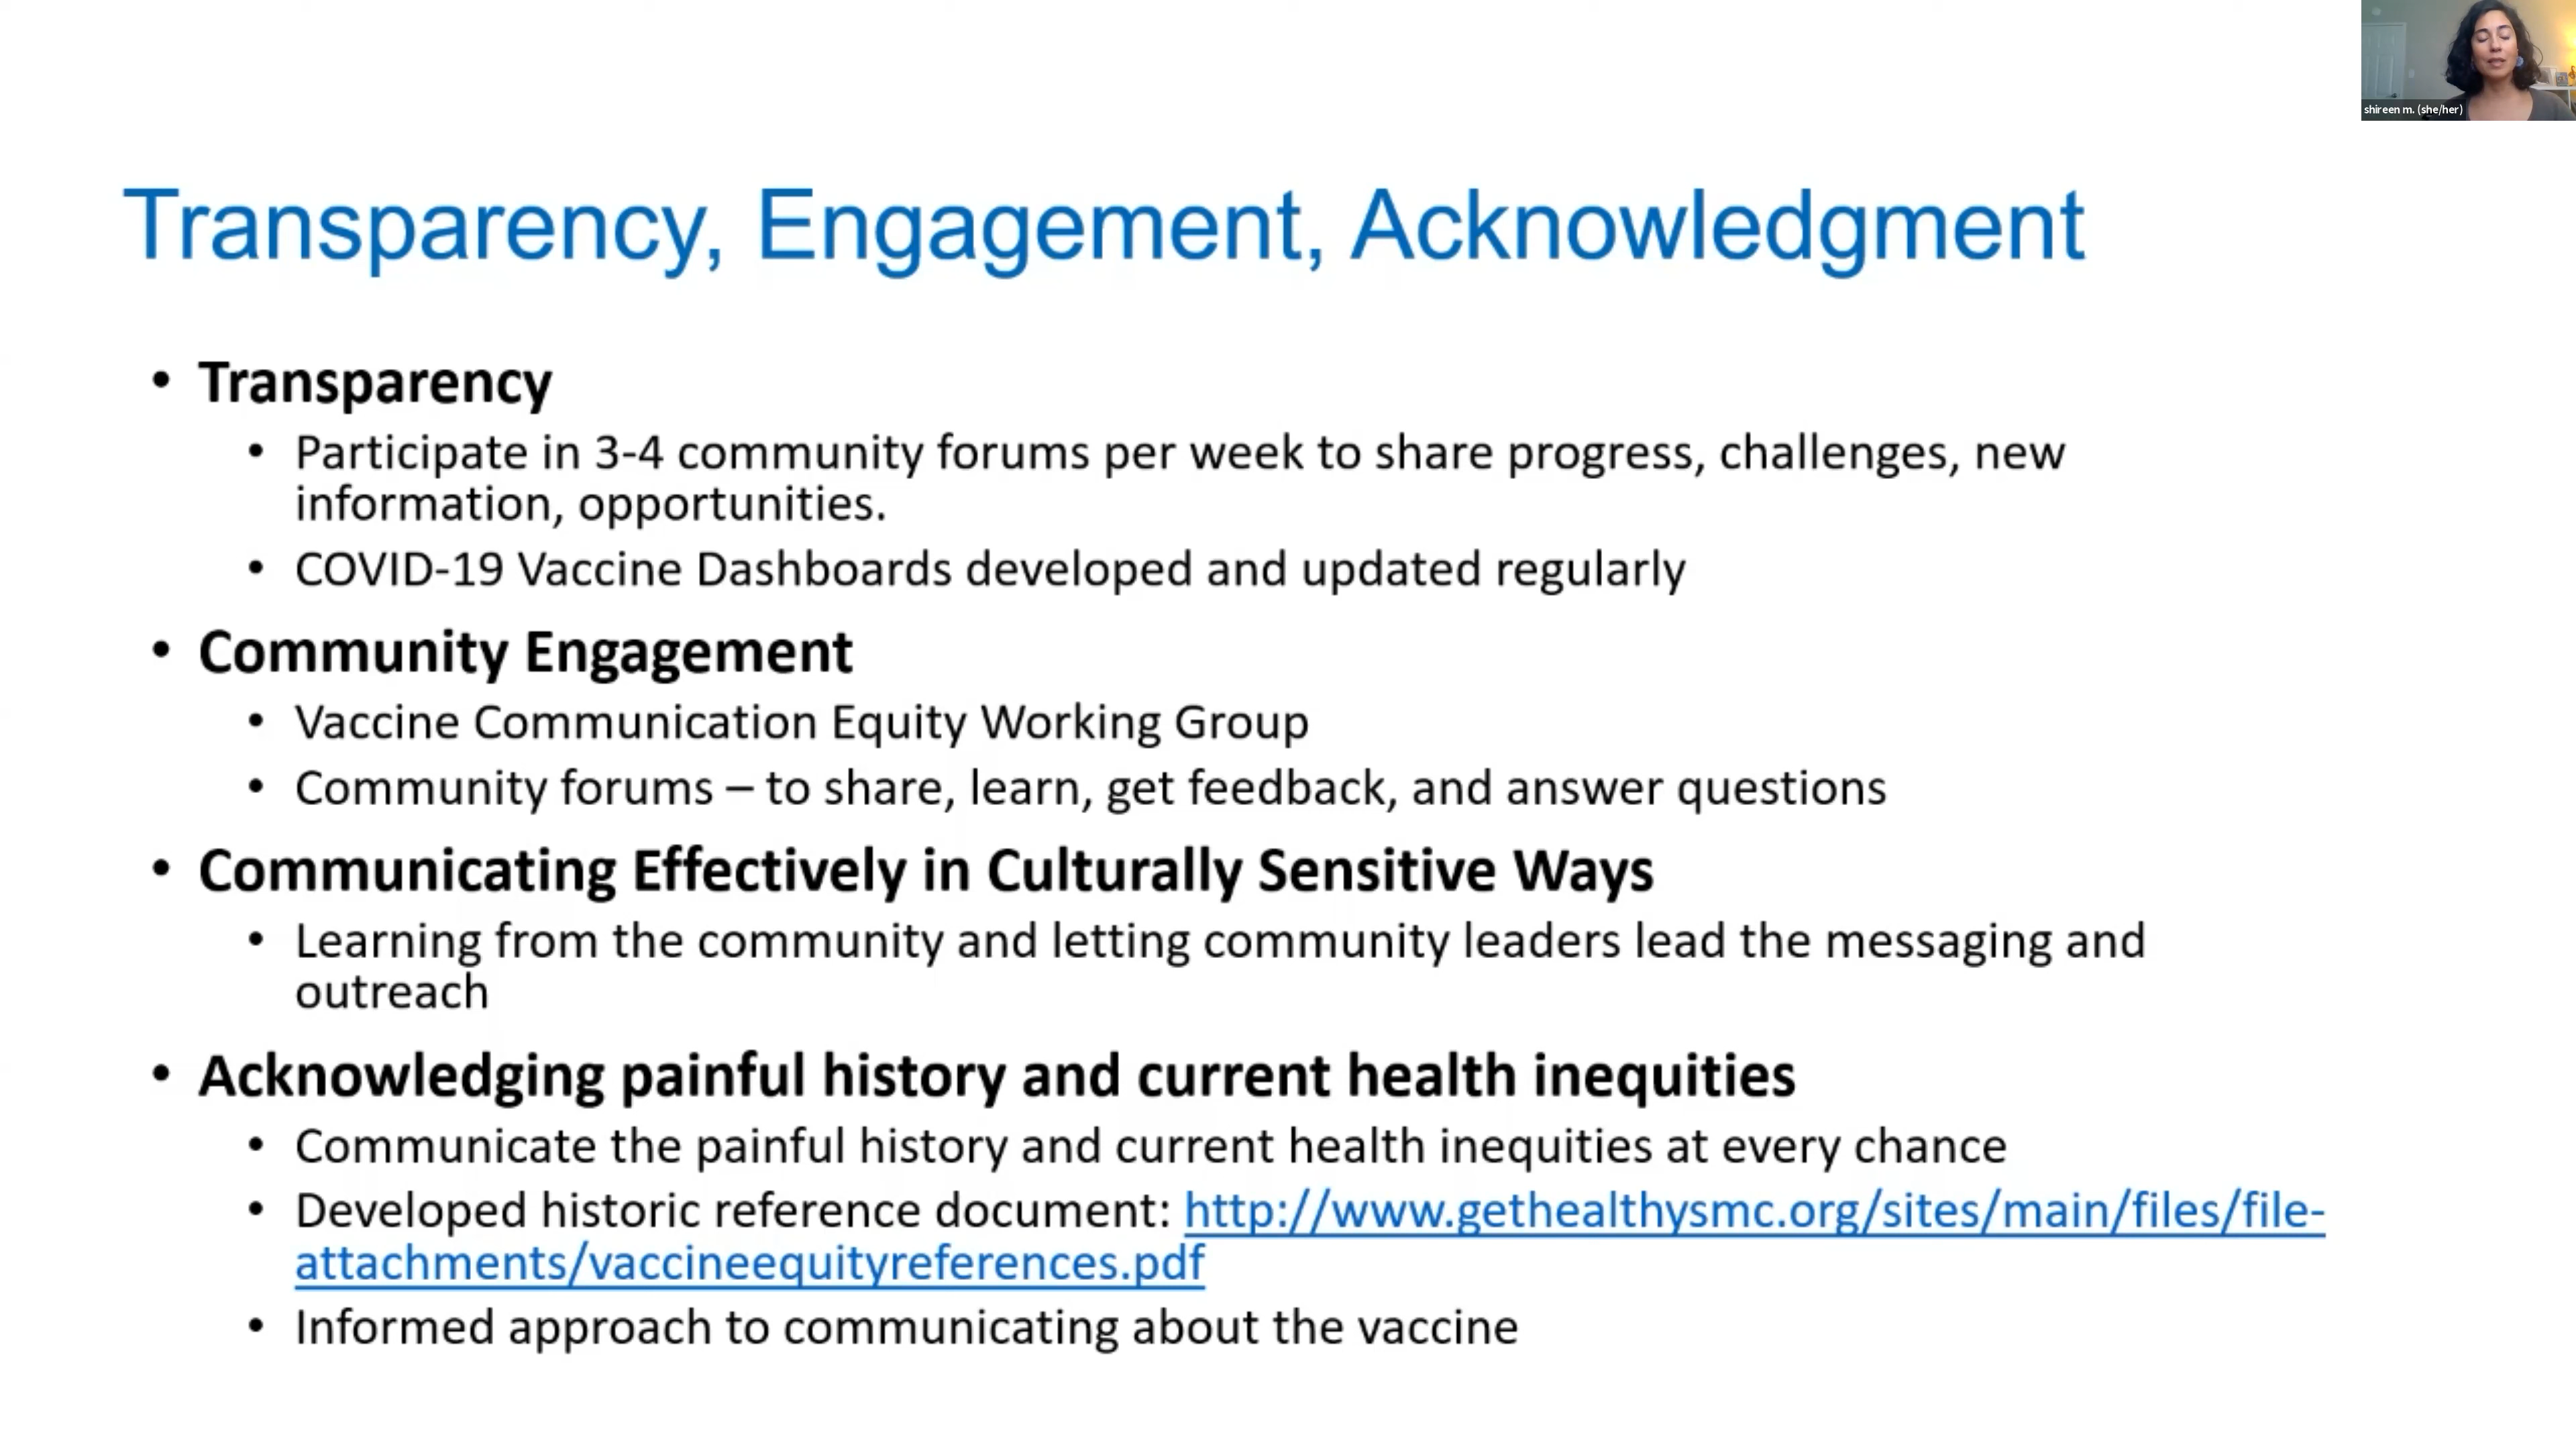 shireen m. (she/her)
Transparency, Engagement, Acknowledgment
• Transparency
• Participate in 3-4 community forums per week to share progress, challenges, new
information, opportunities.
• COVID-19 Vaccine Dashboards developed and updated regularly
• Community Engagement
• Vaccine Communication Equity Working Group
• Community forums – to share, learn, get feedback, and answer questions
• Communicating Effectively in Culturally Sensitive Ways
• Learning from the community and letting community leaders lead the messaging and
outreach
• Acknowledging painful history and current health inequities
• Communicate the painful history and current health inequities at every chance
• Developed historic reference document: http://www.gethealthysmc.org/sites/main/files/file-
attachments/vaccineequityreferences.pdf
• Informed approach to communicating about the vaccine